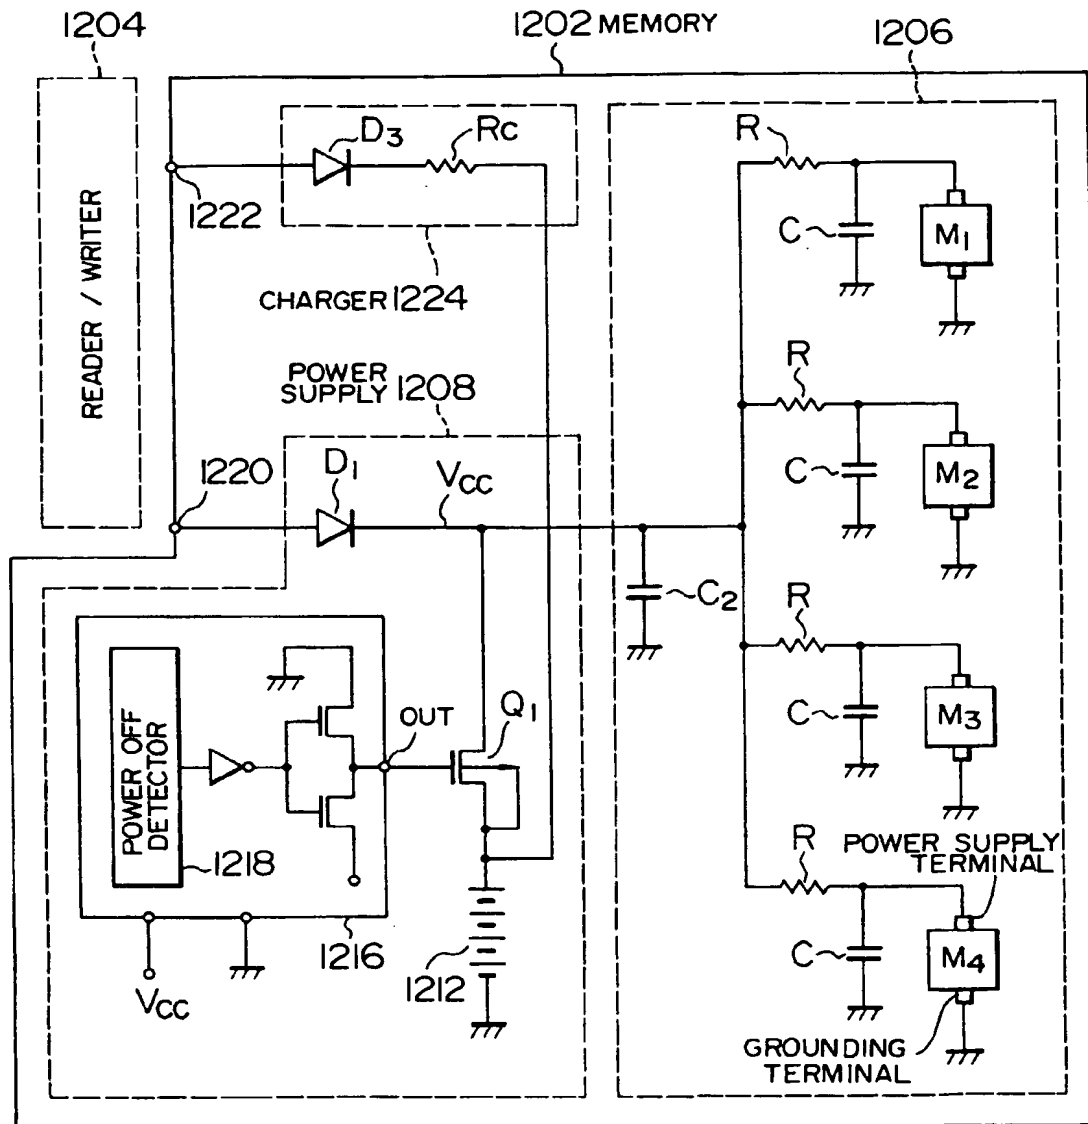 1204
1202 MEMORY
1206
READER / WRITER
D3
Rc
1222
CHARGER 1224
R
C
M1
POWER
SUPPLY 1208
1220
D1
VCC
R
C
M2
C2
R
C
M3
POWER OFF
DETECTOR
1218
OUT
Q1
1216
VCC
1212
R
POWER SUPPLY
TERMINAL
C
M4
GROUNDING
TERMINAL